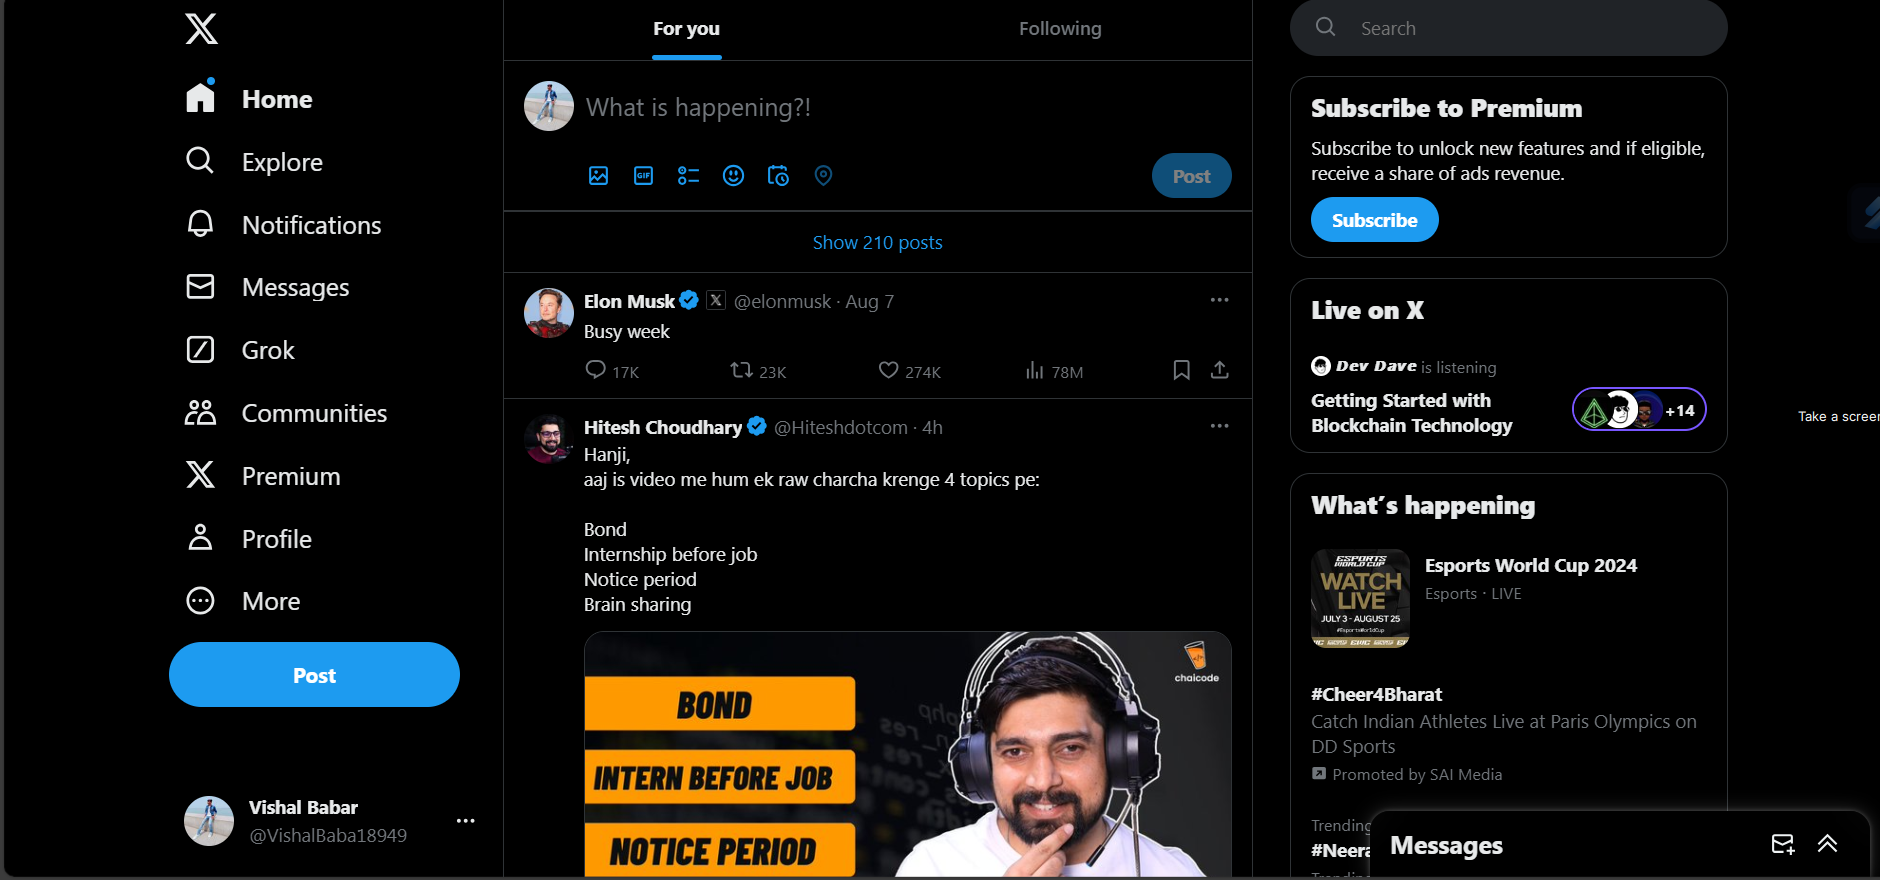 Home
Explore
Notifications
Messages
Grok
Communities
Premium
Profile
More
Post
Vishal Babar
@VishalBaba18949
For you
Following
What is happening?!
GIF
Post
Show 210 posts
Elon Musk @elonmusk · Aug 7
Busy week
17K 23K 274K 78M
Hitesh Choudhary @Hiteshdotcom · 4h
Hanji,
aaj is video me hum ek raw charcha krenge 4 topics pe:
Bond
Internship before job
Notice period
Brain sharing
chaicode
BOND
INTERN BEFORE JOB
NOTICE PERIOD
Search
Subscribe to Premium
Subscribe to unlock new features and if eligible,
receive a share of ads revenue.
Subscribe
Live on X
Dev Dave is listening
Getting Started with
Blockchain Technology
+14
Take a screen
What's happening
ESPORTS
WORLD CUP
WATCH
LIVE
JULY 3 - AUGUST 25
#EsportsWorldCup
Esports World Cup 2024
Esports · LIVE
#Cheer4Bharat
Catch Indian Athletes Live at Paris Olympics on
DD Sports
Promoted by SAI Media
Trending
#Neera
Messages